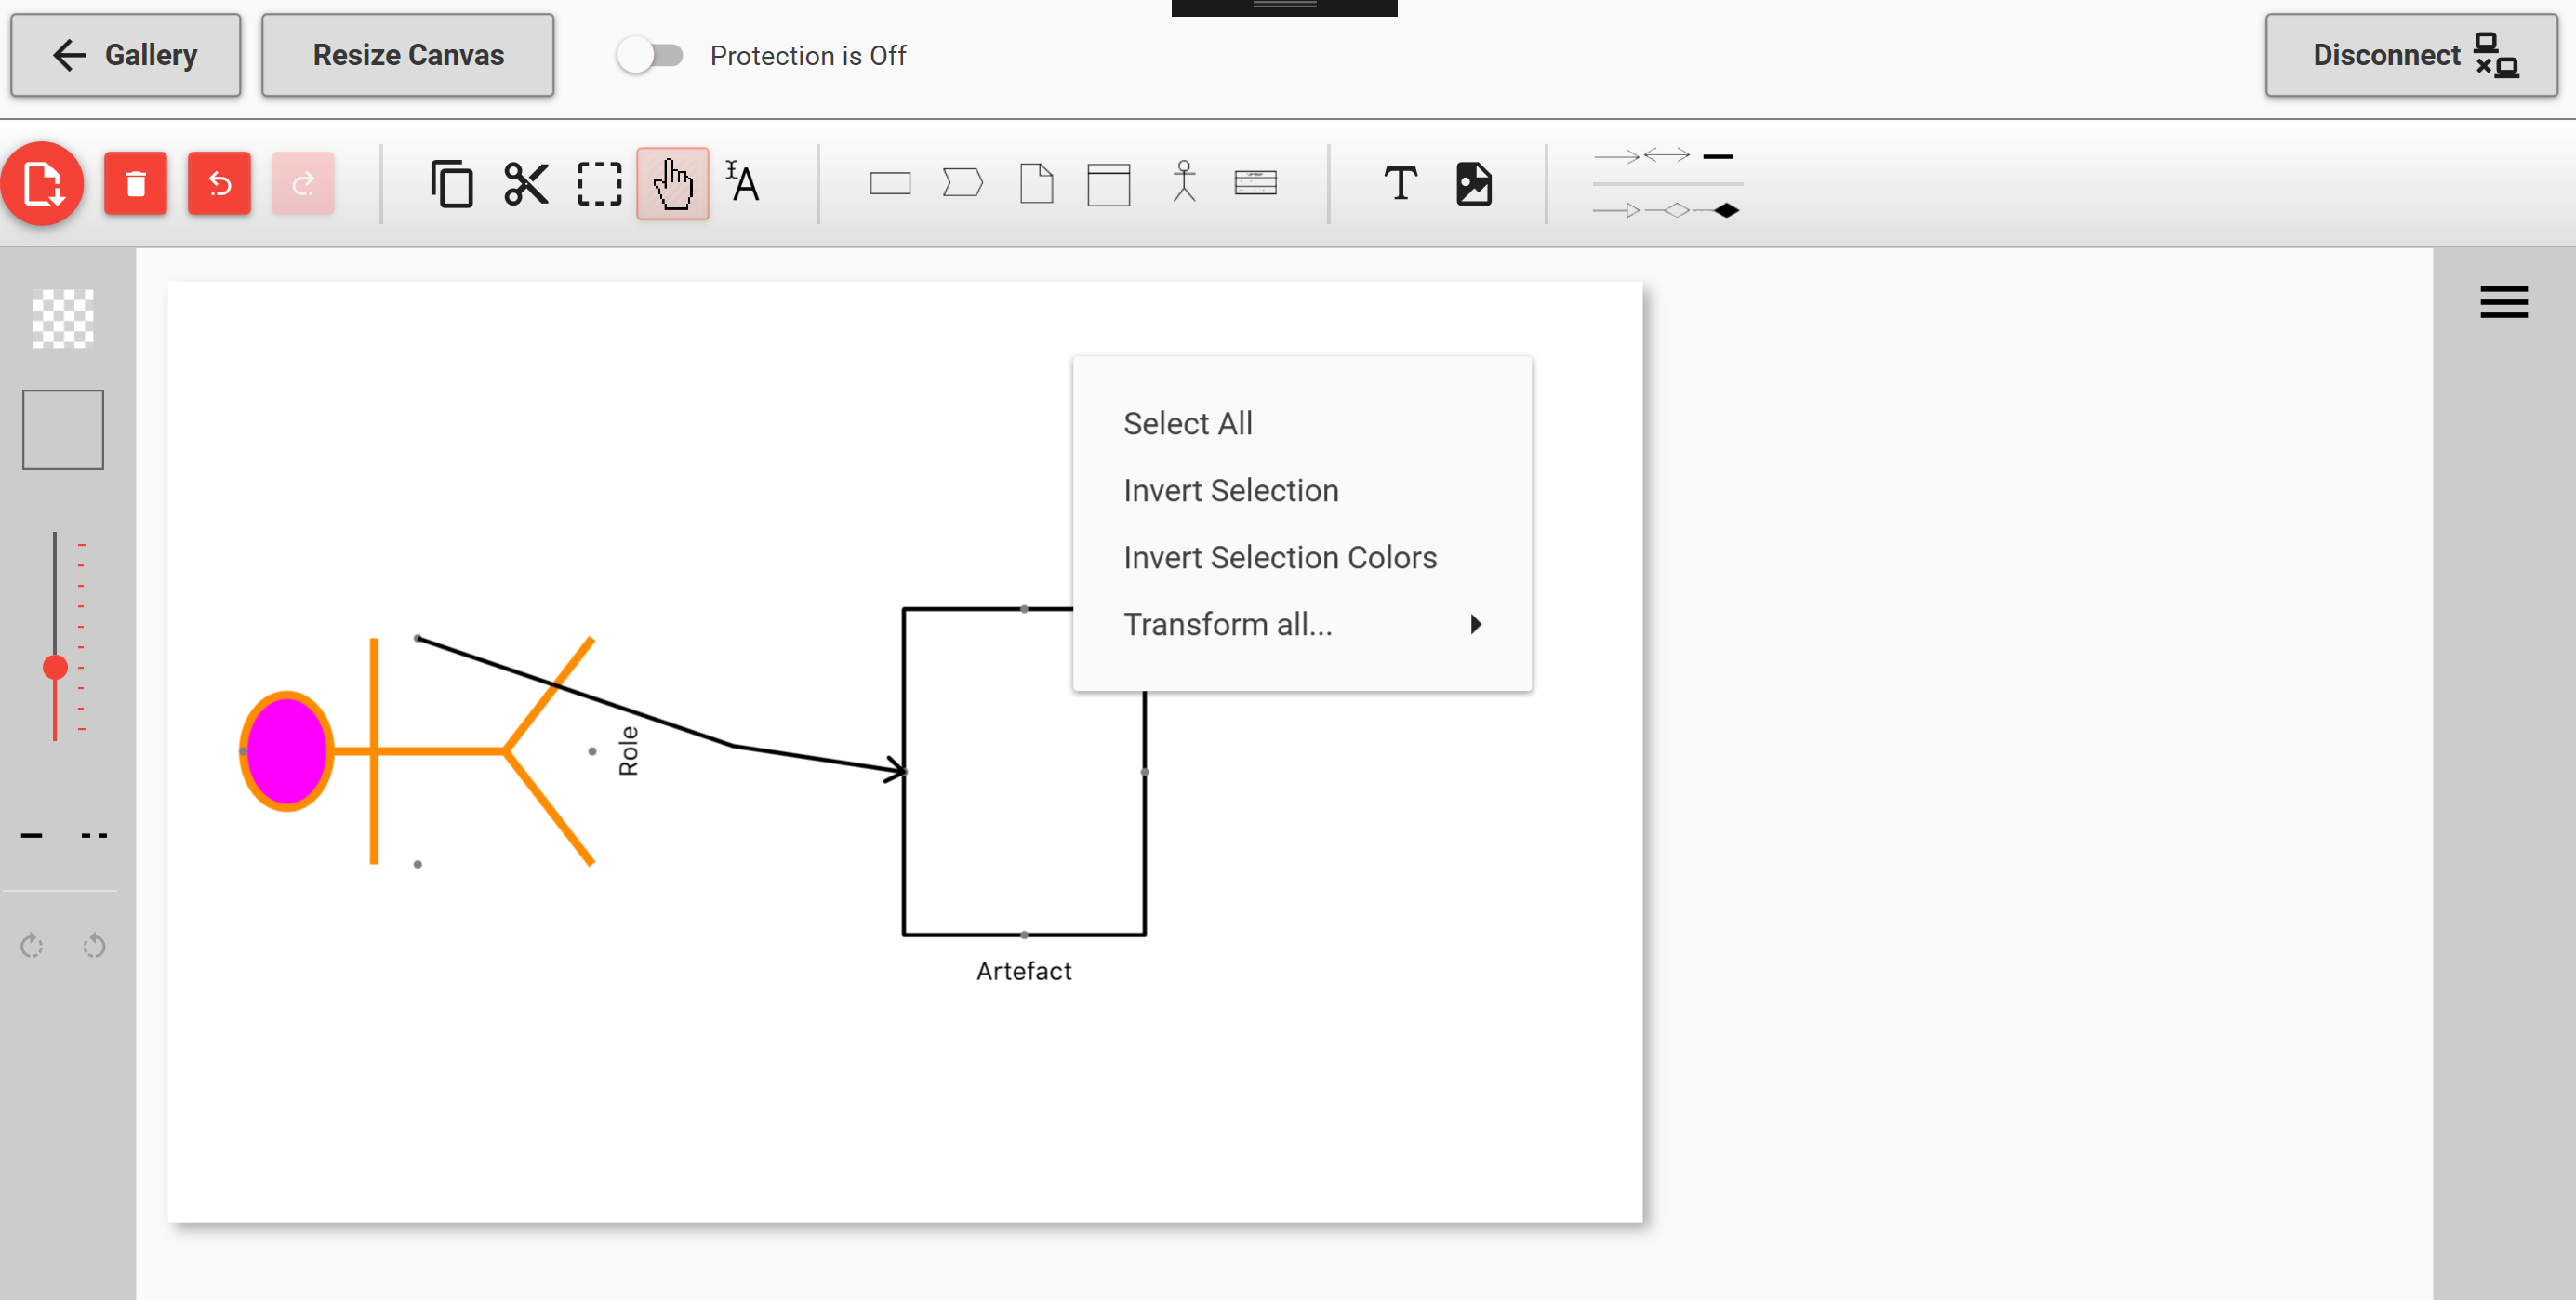 Gallery
Resize Canvas
Protection is Off
Disconnect
A
T
Select All
Invert Selection
Invert Selection Colors
Transform all...
Role
Artefact